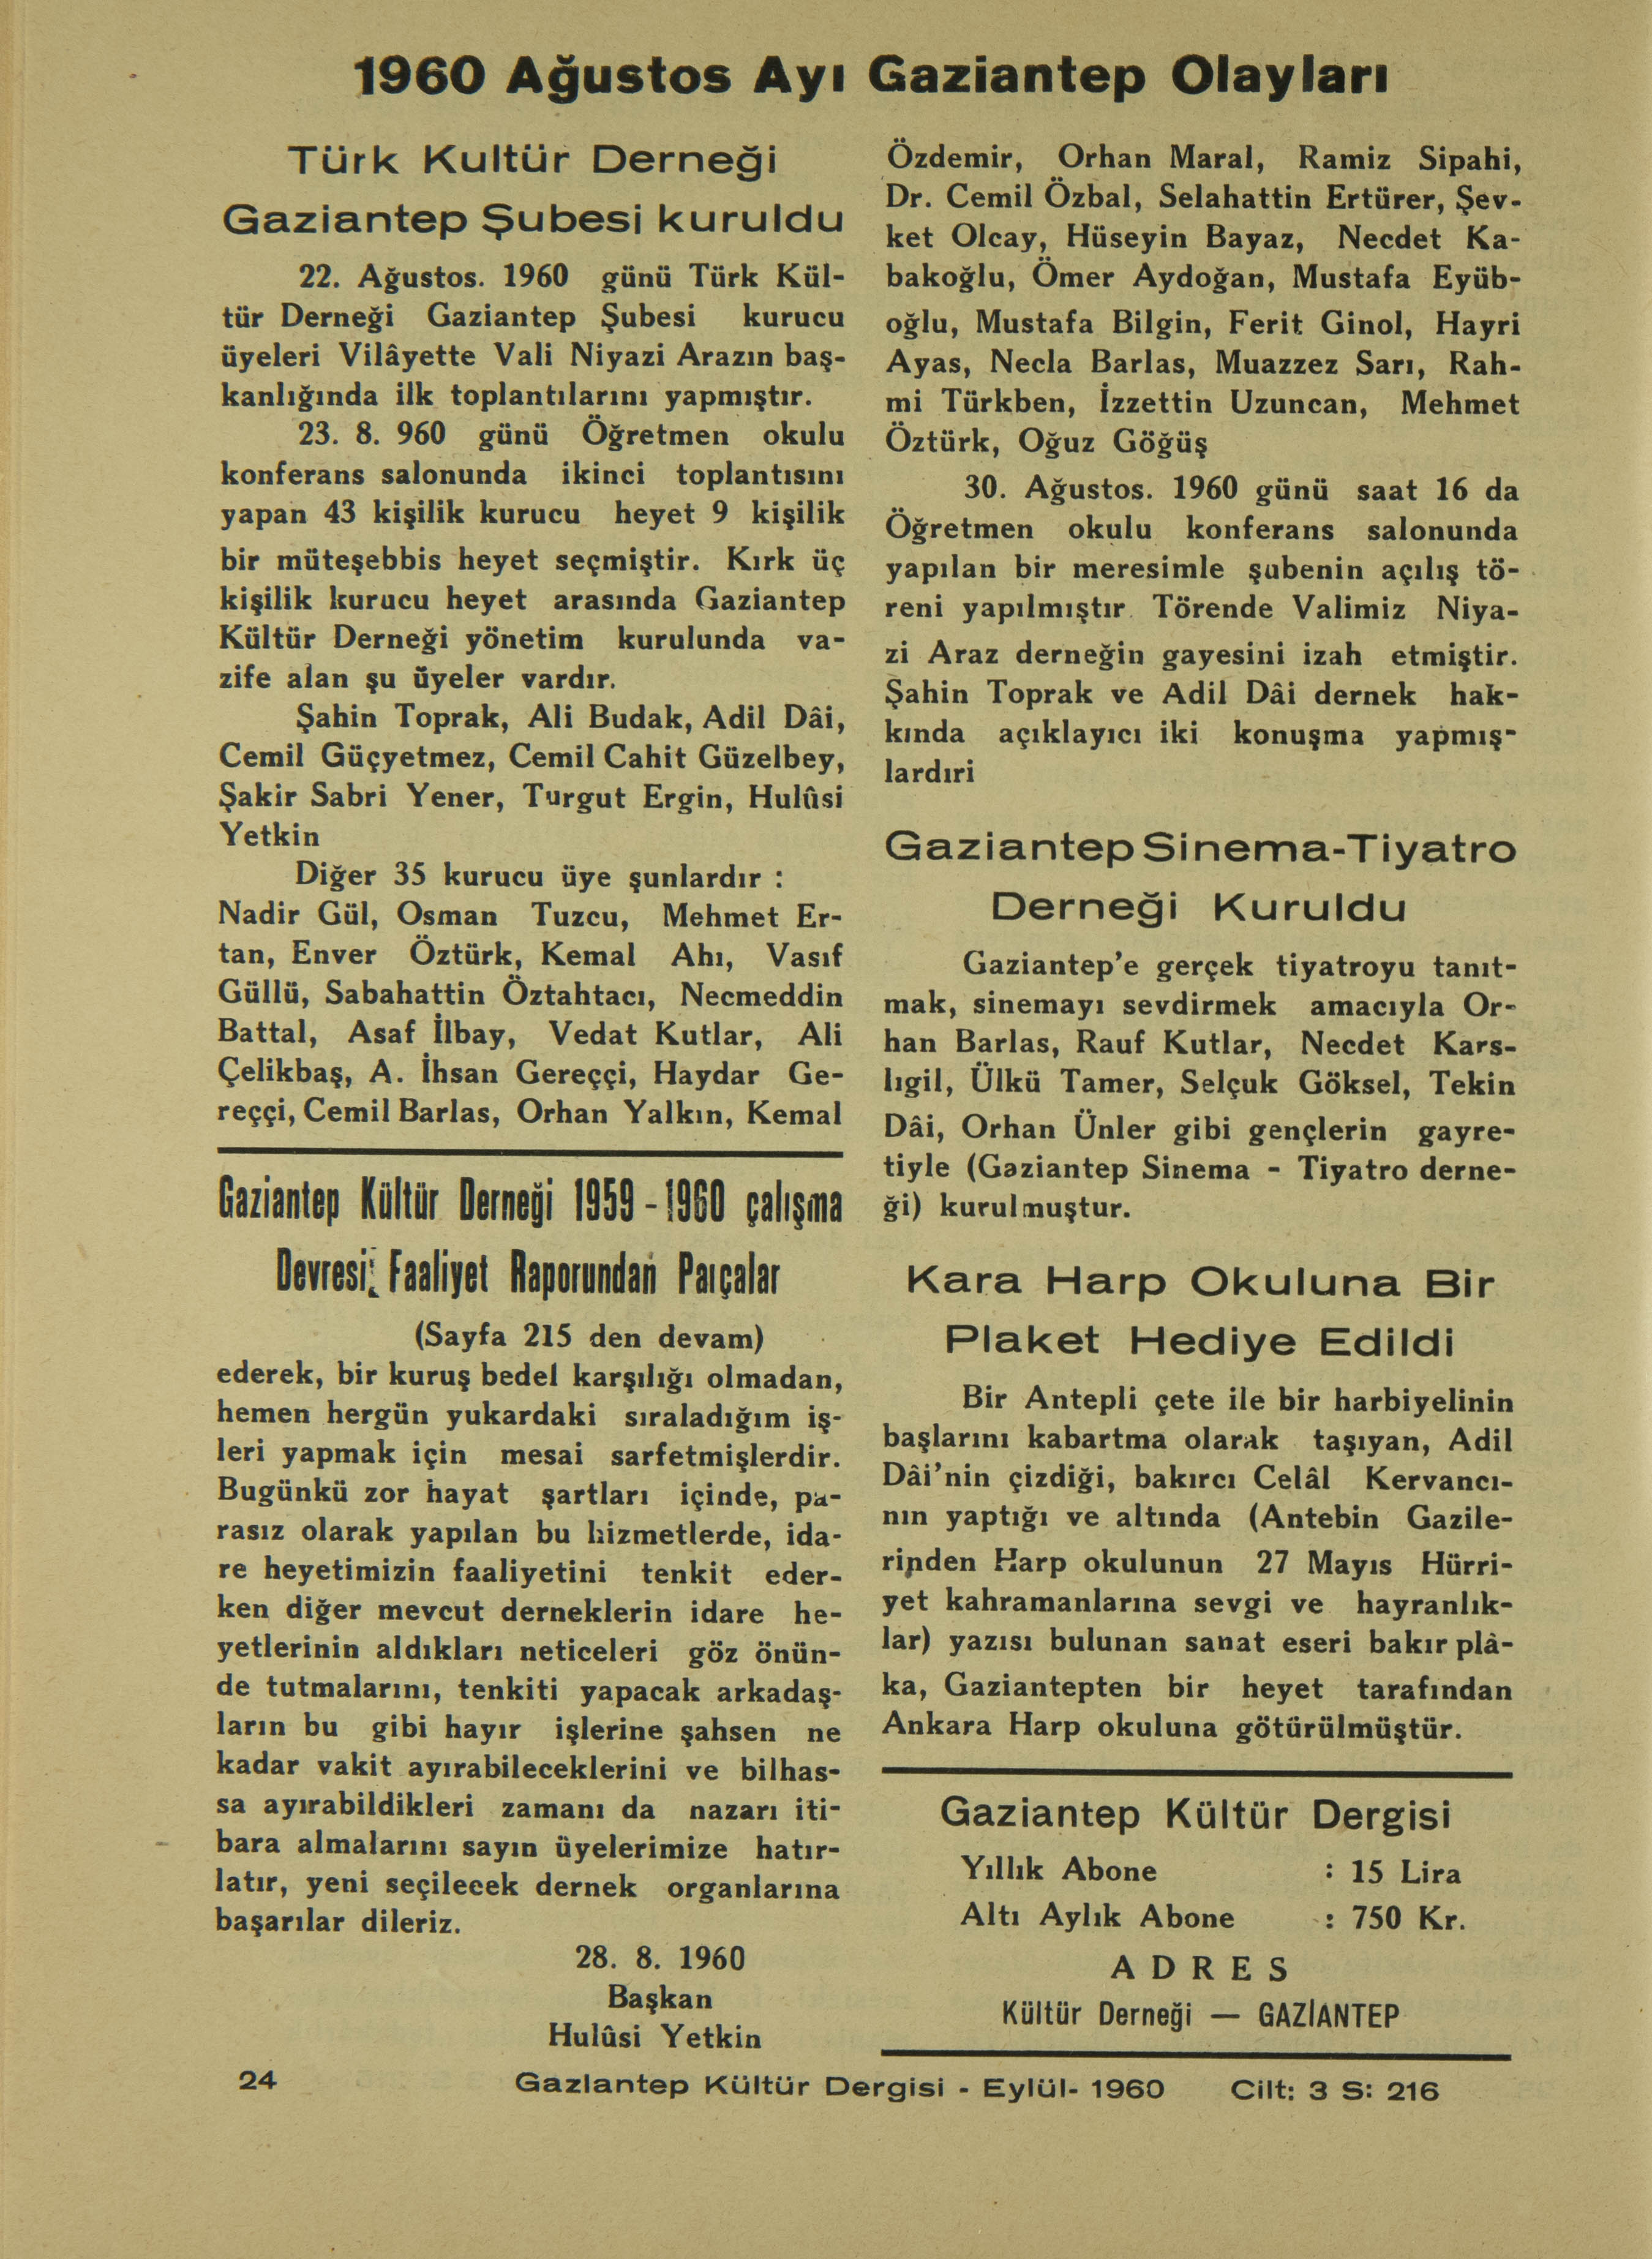 1960 Ağustos Ayı Gaziantep Olayları
Türk Kultür Derneği
Gaziantep Şubesi kuruldu
22. Ağustos. 1960 günü Türk Kül-
tür Derneği Gaziantep Şubesi kurucu
üyeleri Vilâyette Vali Niyazi Arazın baş-
kanlığında ilk toplantılarını yapmıştır.
23. 8. 960 günü Öğretmen okulu
konferans salonunda ikinci toplantısını
yapan 43 kişilik kurucu heyet 9 kişilik
bir müteşebbis heyet seçmiştir. Kırk üç
kişilik kurucu heyet arasında Gaziantep
Kültür Derneği yönetim kurulunda va-
zife alan şu üyeler vardır.
Şahin Toprak, Ali Budak, Adil Dâi,
Cemil Güçyetmez, Cemil Cahit Güzelbey,
Şakir Sabri Yener, Turgut Ergin, Hulûsi
Yetkin
Diğer 35 kurucu üye şunlardır :
Nadir Gül, Osman Tuzcu, Mehmet Er-
tan, Enver Öztürk, Kemal Ahı, Vasıf
Güllü, Sabahattin Öztahtacı, Necmeddin
Battal, Asaf İlbay, Vedat Kutlar, Ali
Çelikbaş, A. İhsan Gereççi, Haydar Ge-
reççi, Cemil Barlas, Orhan Yalkın, Kemal
Özdemir, Orhan Maral, Ramiz Sipahi,
Dr. Cemil Özbal, Selahattin Ertürer, Şev-
ket Olcay, Hüseyin Bayaz, Necdet Ka-
bakoğlu, Ömer Aydoğan, Mustafa Eyüb-
oğlu, Mustafa Bilgin, Ferit Ginol, Hayri
Ayas, Necla Barlas, Muazzez Sarı, Rah-
mi Türkben, İzzettin Uzuncan, Mehmet
Öztürk, Oğuz Göğüş
30. Ağustos. 1960 günü saat 16 da
Öğretmen okulu konferans salonunda
yapılan bir meresimle şubenin açılış tö-
reni yapılmıştır. Törende Valimiz Niya-
zi Araz derneğin gayesini izah etmiştir.
Şahin Toprak ve Adil Dâi dernek hak-
kında açıklayıcı iki konuşma yapmış-
lardıri
Gaziantep Sinema-Tiyatro
Derneği Kuruldu
Gaziantep'e gerçek tiyatroyu tanıt-
mak, sinemayı sevdirmek amacıyla Or-
han Barlas, Rauf Kutlar, Necdet Kars-
lıgil, Ülkü Tamer, Selçuk Göksel, Tekin
Dâi, Orhan Ünler gibi gençlerin gayre-
tiyle (Gaziantep Sinema - Tiyatro derne-
ği) kurulmuştur.
Kara Harp Okuluna Bir
Plaket Hediye Edildi
Bir Antepli çete ile bir harbiyelinin
başlarını kabartma olarak taşıyan, Adil
Dâi'nin çizdiği, bakırcı Celâl Kervancı-
nın yaptığı ve altında (Antebin Gazile-
rinden Harp okulunun 27 Mayıs Hürri-
yet kahramanlarına sevgi ve hayranlık-
lar) yazısı bulunan sanat eseri bakır plâ-
ka, Gaziantepten bir heyet tarafından
Ankara Harp okuluna götürülmüştür.
Gaziantep Kültür Derneği 1959 - 1960 çalışma
Devresi; Faaliyet Raporundan Parçalar
(Sayfa 215 den devam)
ederek, bir kuruş bedel karşılığı olmadan,
hemen hergün yukardaki sıraladığım iş-
leri yapmak için mesai sarfetmişlerdir.
Bugünkü zor hayat şartları içinde, pa-
rasız olarak yapılan bu hizmetlerde, ida-
re heyetimizin faaliyetini tenkit eder-
ken diğer mevcut derneklerin idare he-
yetlerinin aldıkları neticeleri göz önün-
de tutmalarını, tenkiti yapacak arkadaş-
ların bu gibi hayır işlerine şahsen ne
kadar vakit ayırabileceklerini ve bilhas-
sa ayırabildikleri zamanı da nazarı iti-
bara almalarını sayın üyelerimize hatır-
latır, yeni seçilecek dernek organlarına
başarılar dileriz.
28. 8. 1960
Başkan
Hulûsi Yetkin
Gaziantep Kültür Dergisi
Yıllık Abone : 15 Lira
Altı Aylık Abone : 750 Kr.
ADRES
Kültür Derneği — GAZİANTEP
24 Gaziantep Kültür Dergisi - Eylül- 1960 Cilt: 3 S: 216